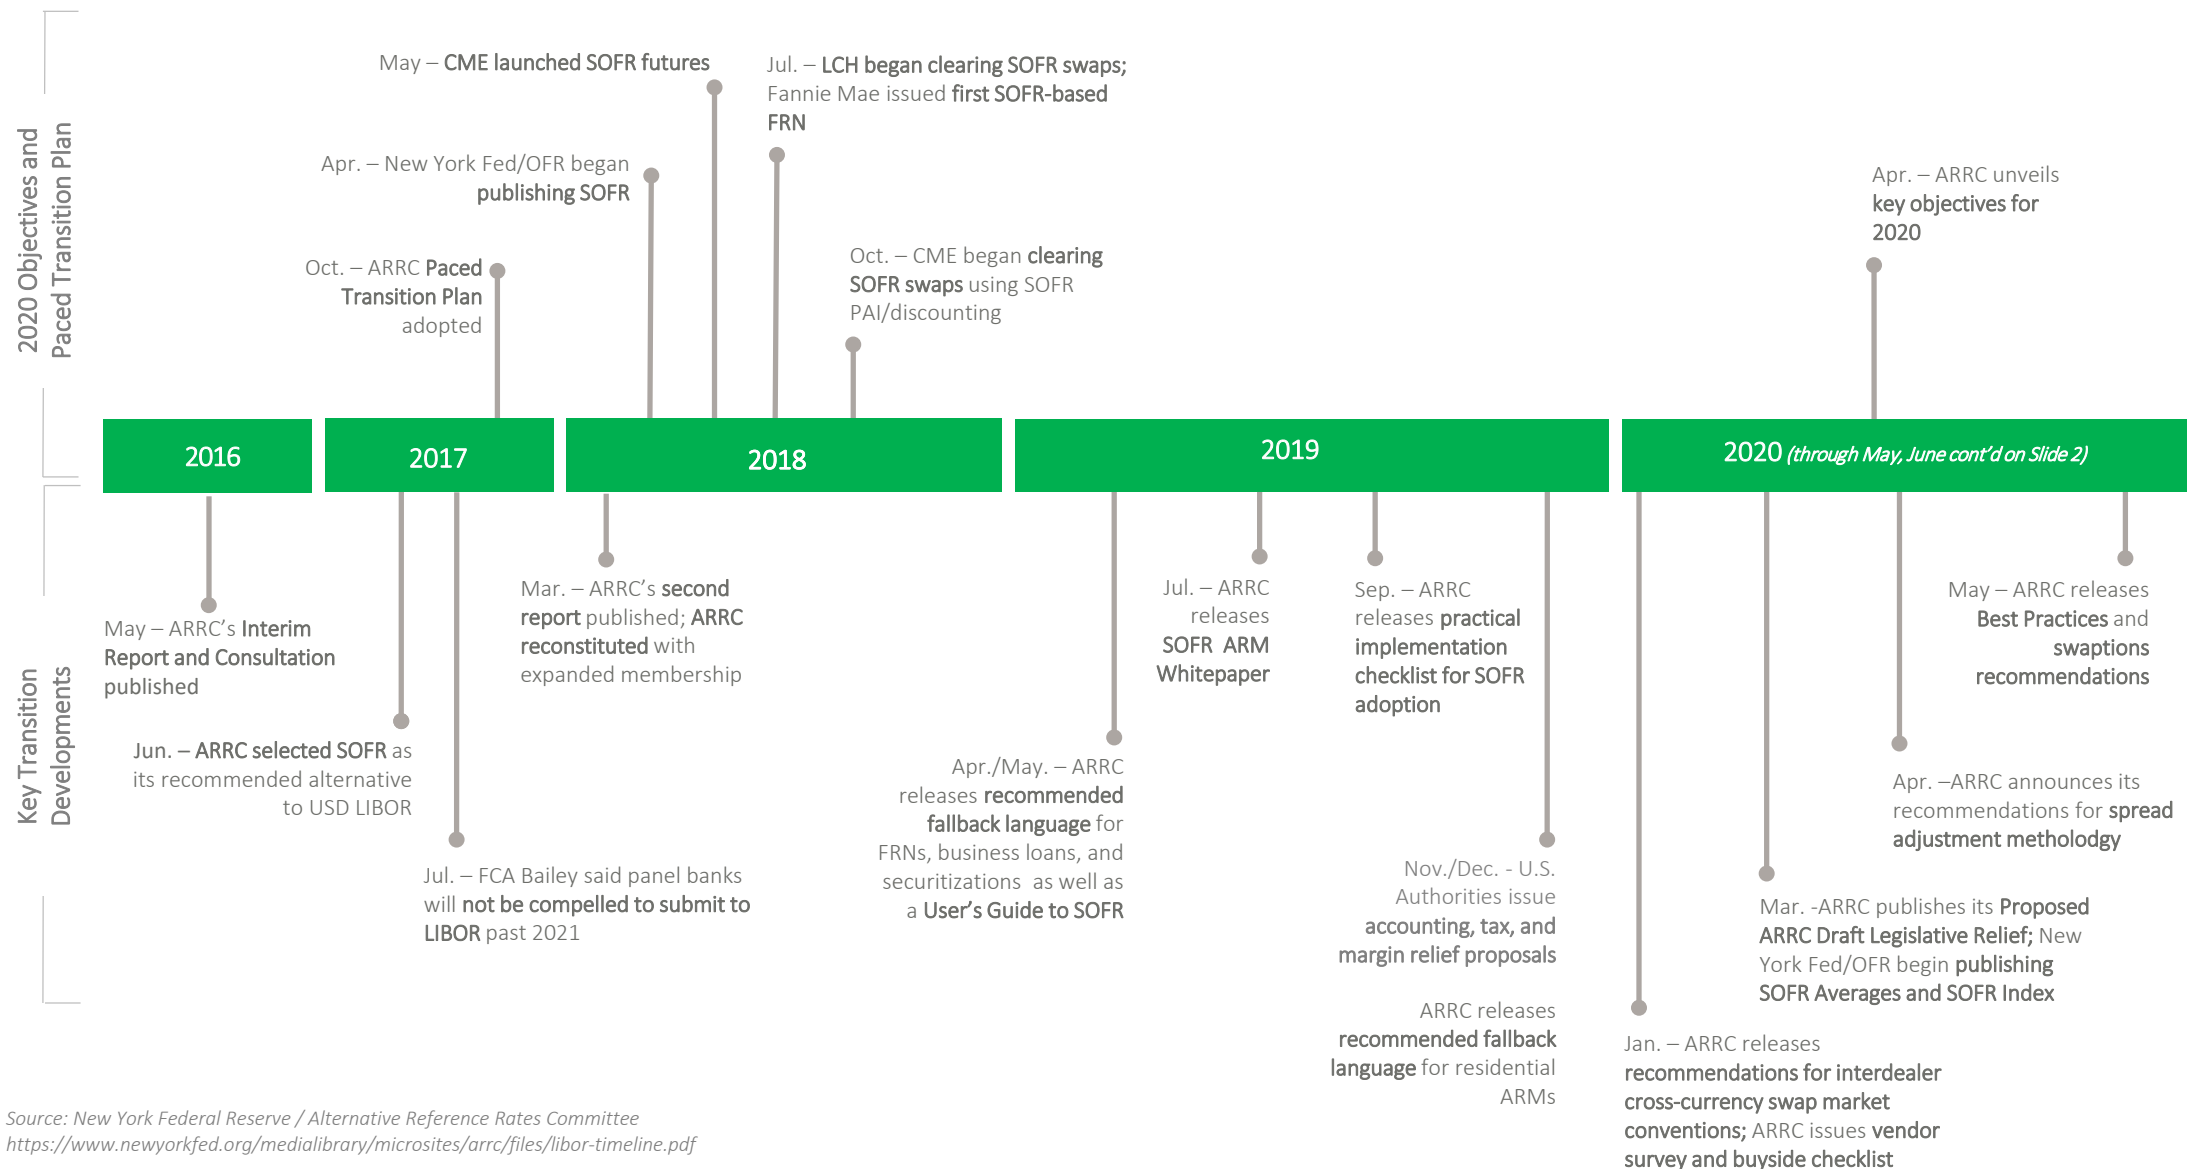 2020 Objectives and
Paced Transition Plan
May – CME launched SOFR futures
Jul. – LCH began clearing SOFR swaps;
Fannie Mae issued first SOFR-based
FRN
Apr. – New York Fed/OFR began
publishing SOFR
Apr. – ARRC unveils
key objectives for
2020
Oct. – ARRC Paced
Transition Plan
adopted
Oct. – CME began clearing
SOFR swaps using SOFR
PAI/discounting
2016
2017
2018
2019
2020 (through May, June cont'd on Slide 2)
Key Transition
Developments
May – ARRC's Interim
Report and Consultation
published
Jun. – ARRC selected SOFR as
its recommended alternative
to USD LIBOR
Jul. – FCA Bailey said panel banks
will not be compelled to submit to
LIBOR past 2021
Mar. – ARRC's second
report published; ARRC
reconstituted with
expanded membership
Apr./May. – ARRC
releases recommended
fallback language for
FRNs, business loans, and
securitizations as well as
a User's Guide to SOFR
Jul. – ARRC
releases
SOFR ARM
Whitepaper
Sep. – ARRC
releases practical
implementation
checklist for SOFR
adoption
Nov./Dec. - U.S.
Authorities issue
accounting, tax, and
margin relief proposals
ARRC releases
recommended fallback
language for residential
ARMs
Jan. – ARRC releases
recommendations for interdealer
cross-currency swap market
conventions; ARRC issues vendor
survey and buyside checklist
Mar. -ARRC publishes its Proposed
ARRC Draft Legislative Relief; New
York Fed/OFR begin publishing
SOFR Averages and SOFR Index
Apr. –ARRC announces its
recommendations for spread
adjustment metholodgy
May – ARRC releases
Best Practices and
swaptions
recommendations
Source: New York Federal Reserve / Alternative Reference Rates Committee
https://www.newyorkfed.org/medialibrary/microsites/arrc/files/libor-timeline.pdf